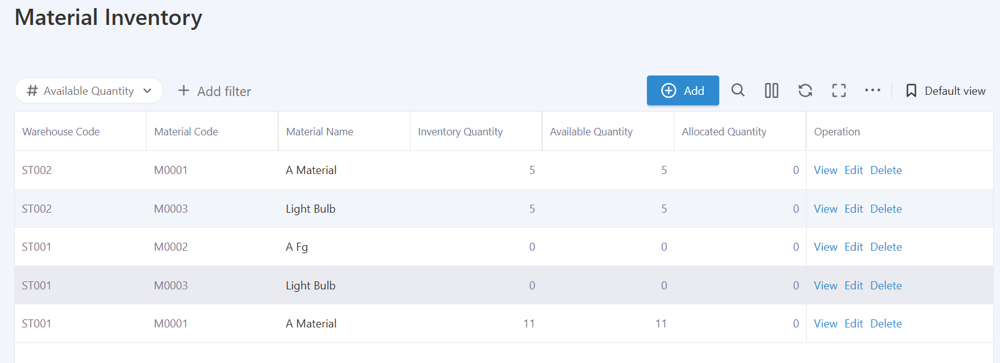 Material Inventory
# Available Quantity + Add filter Add ... Default view
Warehouse Code Material Code Material Name Inventory Quantity Available Quantity Allocated Quantity Operation
ST002 M0001 A Material 5 5 0 View Edit Delete
ST002 M0003 Light Bulb 5 5 0 View Edit Delete
ST001 M0002 A Fg 0 0 0 View Edit Delete
ST001 M0003 Light Bulb 0 0 0 View Edit Delete
ST001 M0001 A Material 11 11 0 View Edit Delete